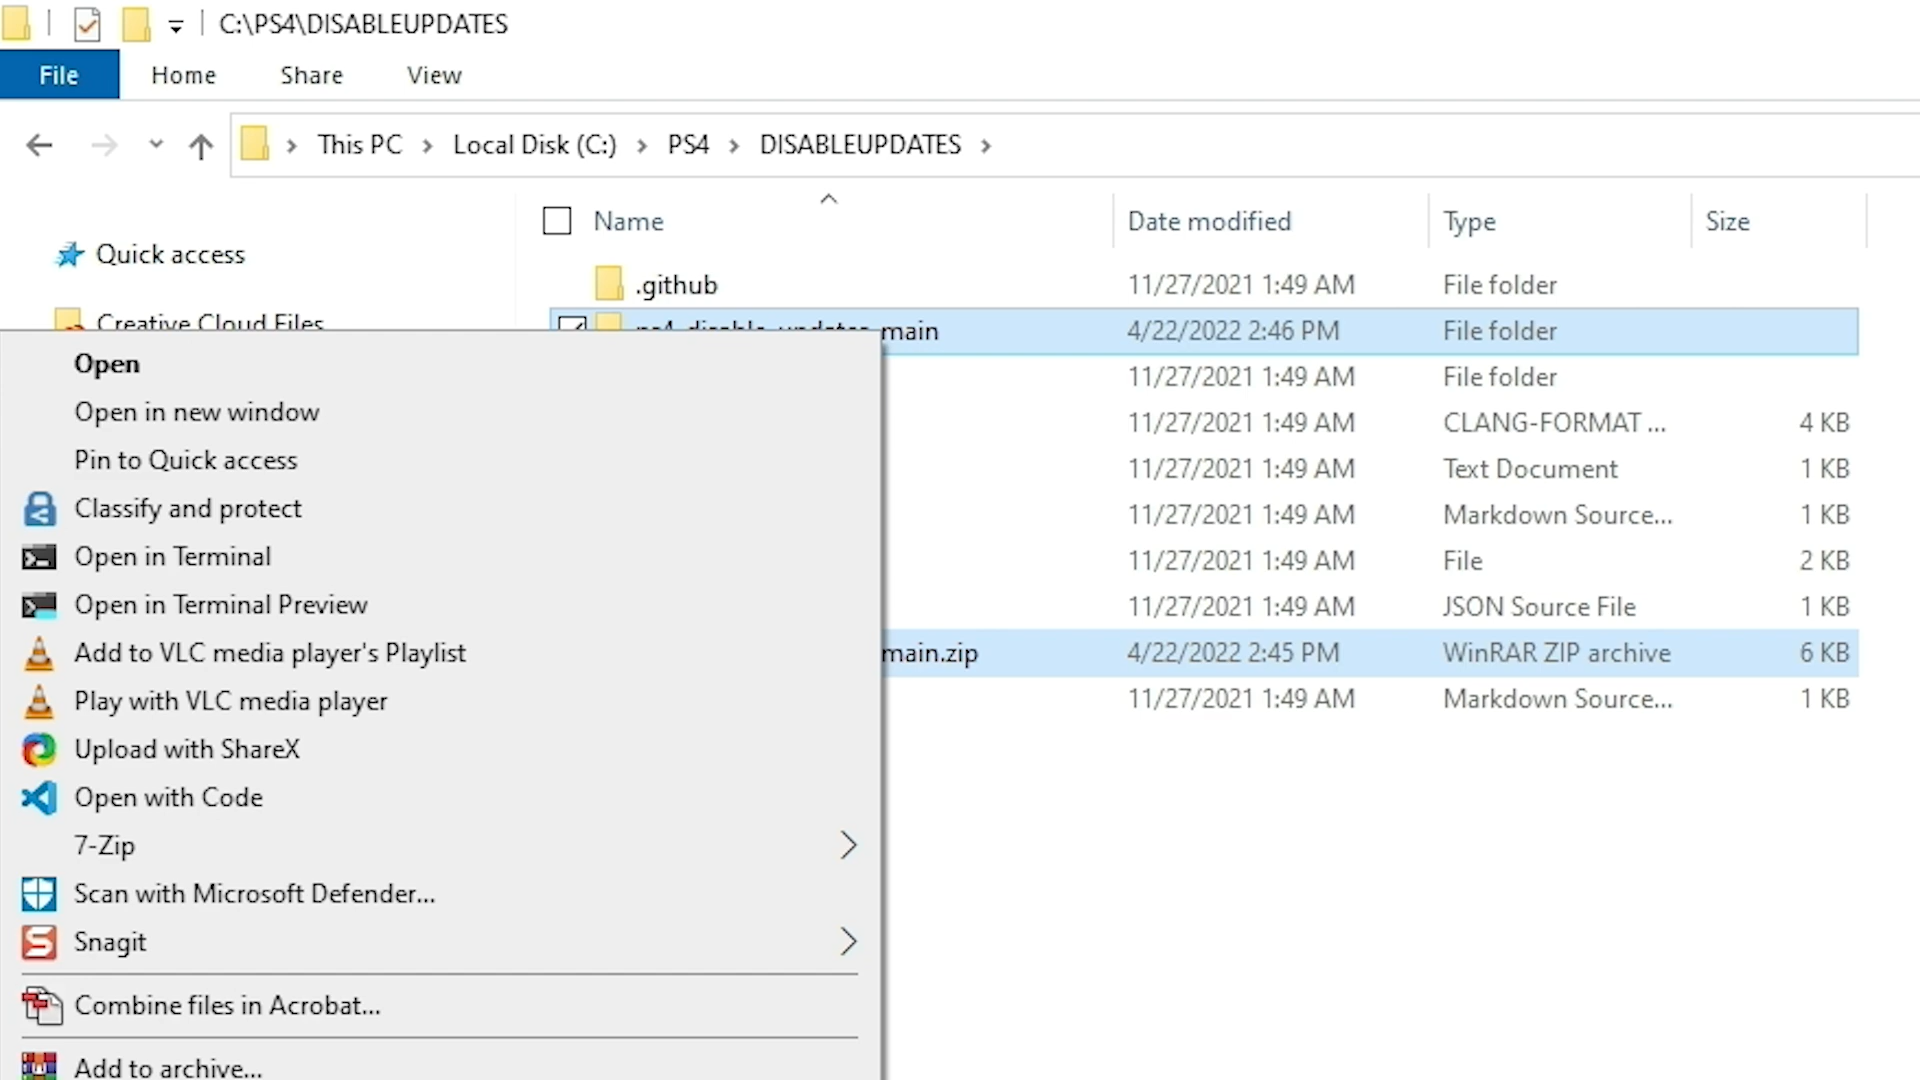 C:\PS4\DISABLEUPDATES
File Home Share View
This PC Local Disk (C:) PS4 DISABLEUPDATES
Name Date modified Type Size
Quick access
.github 11/27/2021 1:49 AM File folder
Creative Cloud Files
ps4_disable_updates-main 4/22/2022 2:46 PM File folder
11/27/2021 1:49 AM File folder
11/27/2021 1:49 AM CLANG-FORMAT ... 4 KB
11/27/2021 1:49 AM Text Document 1 KB
11/27/2021 1:49 AM Markdown Source... 1 KB
11/27/2021 1:49 AM File 2 KB
11/27/2021 1:49 AM JSON Source File 1 KB
main.zip 4/22/2022 2:45 PM WinRAR ZIP archive 6 KB
11/27/2021 1:49 AM Markdown Source... 1 KB
Open
Open in new window
Pin to Quick access
Classify and protect
Open in Terminal
Open in Terminal Preview
Add to VLC media player's Playlist
Play with VLC media player
Upload with ShareX
Open with Code
7-Zip
Scan with Microsoft Defender...
Snagit
Combine files in Acrobat...
Add to archive...